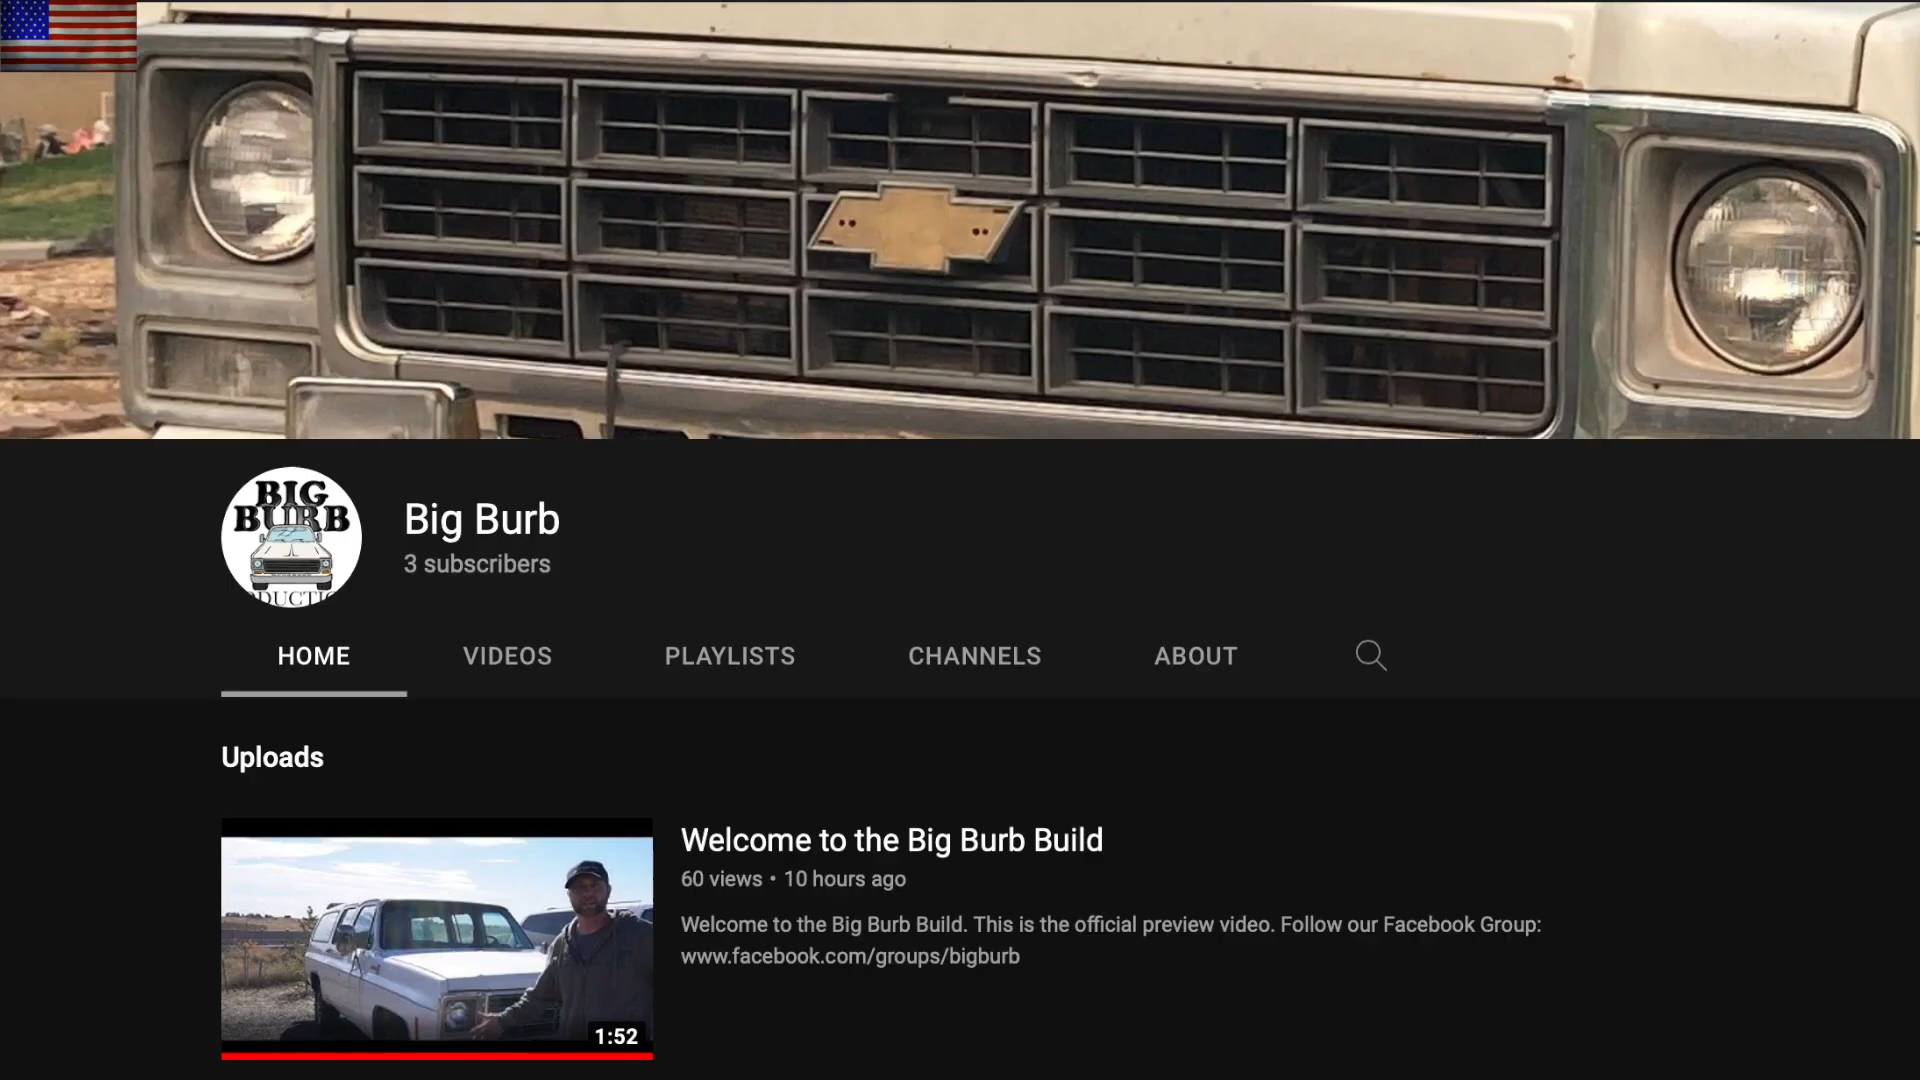 BIG
BURB
Big Burb
3 subscribers
HOME VIDEOS PLAYLISTS CHANNELS ABOUT
Uploads
Welcome to the Big Burb Build
60 views • 10 hours ago
Welcome to the Big Burb Build. This is the official preview video. Follow our Facebook Group:
www.facebook.com/groups/bigburb
1:52